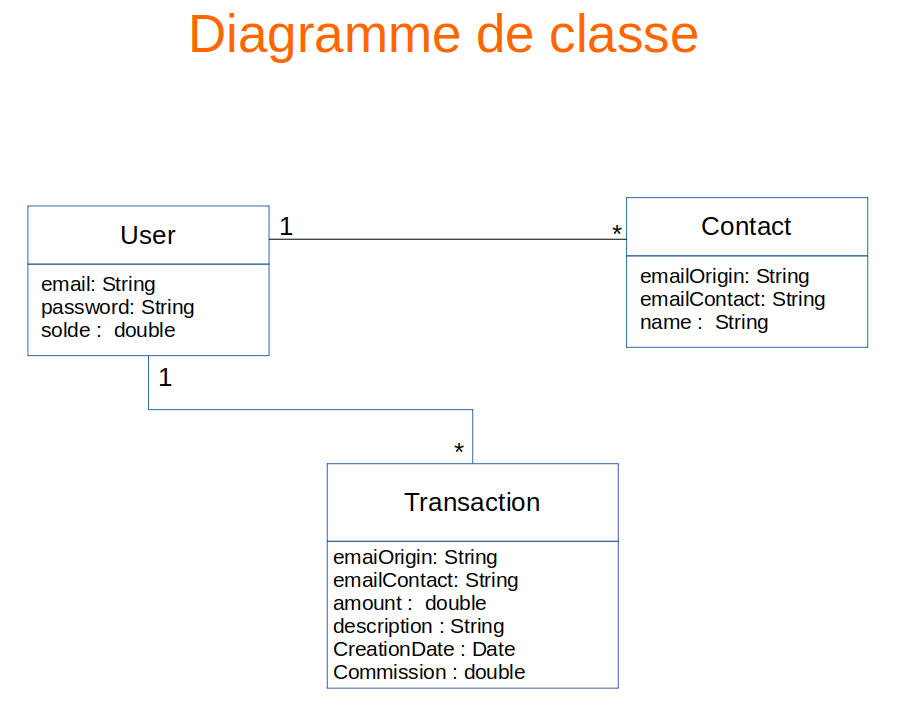 Diagramme de classe
User
1
*
Contact
email: String
password: String
solde :  double
emailOrigin: String
emailContact: String
name :  String
1
*
Transaction
emaiOrigin: String
emailContact: String
amount :  double
description : String
CreationDate : Date
Commission : double